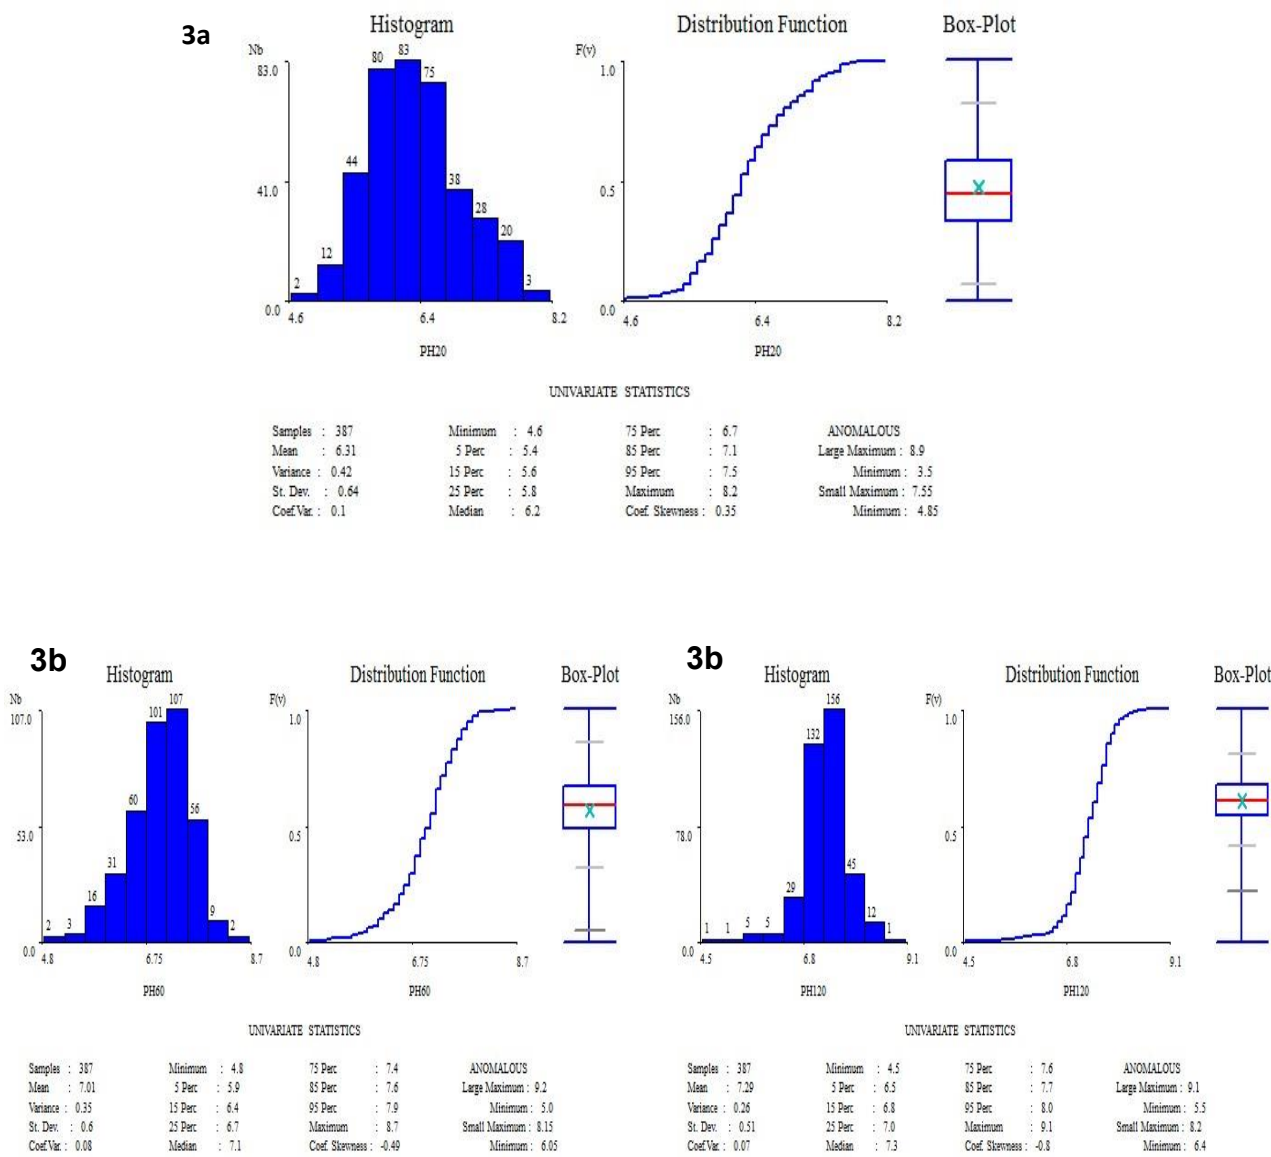 3a
Histogram
Distribution Function
Box-Plot
Nb
F(v)
83.0
41.0
0.0
2
12
44
80
83
75
38
28
20
3
4.6
6.4
8.2
PH20
1.0
0.5
0.0
4.6
6.4
8.2
PH20
UNIVARIATE STATISTICS
Samples : 387 Minimum : 4.6 75 Perc : 6.7 ANOMALOUS
Mean : 6.31 5 Perc : 5.4 85 Perc : 7.1 Large Maximum : 8.9
Variance : 0.42 15 Perc : 5.6 95 Perc : 7.5 Minimum : 3.5
St. Dev. : 0.64 25 Perc : 5.8 Maximum : 8.2 Small Maximum : 7.55
Coef.Var. : 0.1 Median : 6.2 Coef. Skewness : 0.35 Minimum : 4.85
3b
Histogram
Distribution Function
Box-Plot
Nb
F(v)
107.0
53.0
0.0
2
3
16
31
60
101
107
56
9
2
4.8
6.75
8.7
PH60
1.0
0.5
0.0
4.8
6.75
8.7
PH60
UNIVARIATE STATISTICS
Samples : 387 Minimum : 4.8 75 Perc : 7.4 ANOMALOUS
Mean : 7.01 5 Perc : 5.9 85 Perc : 7.6 Large Maximum : 9.2
Variance : 0.35 15 Perc : 6.4 95 Perc : 7.9 Minimum : 5.0
St. Dev. : 0.6 25 Perc : 6.7 Maximum : 8.7 Small Maximum : 8.15
Coef.Var. : 0.08 Median : 7.1 Coef. Skewness : -0.49 Minimum : 6.05
3b
Histogram
Distribution Function
Box-Plot
Nb
F(v)
156.0
78.0
0.0
1
1
5
5
29
132
156
45
12
1
4.5
6.8
9.1
PH120
1.0
0.5
0.0
4.5
6.8
9.1
PH120
UNIVARIATE STATISTICS
Samples : 387 Minimum : 4.5 75 Perc : 7.6 ANOMALOUS
Mean : 7.29 5 Perc : 6.5 85 Perc : 7.7 Large Maximum : 9.1
Variance : 0.26 15 Perc : 6.8 95 Perc : 8.0 Minimum : 5.5
St. Dev. : 0.51 25 Perc : 7.0 Maximum : 9.1 Small Maximum : 8.2
Coef.Var. : 0.07 Median : 7.3 Coef. Skewness : -0.8 Minimum : 6.4